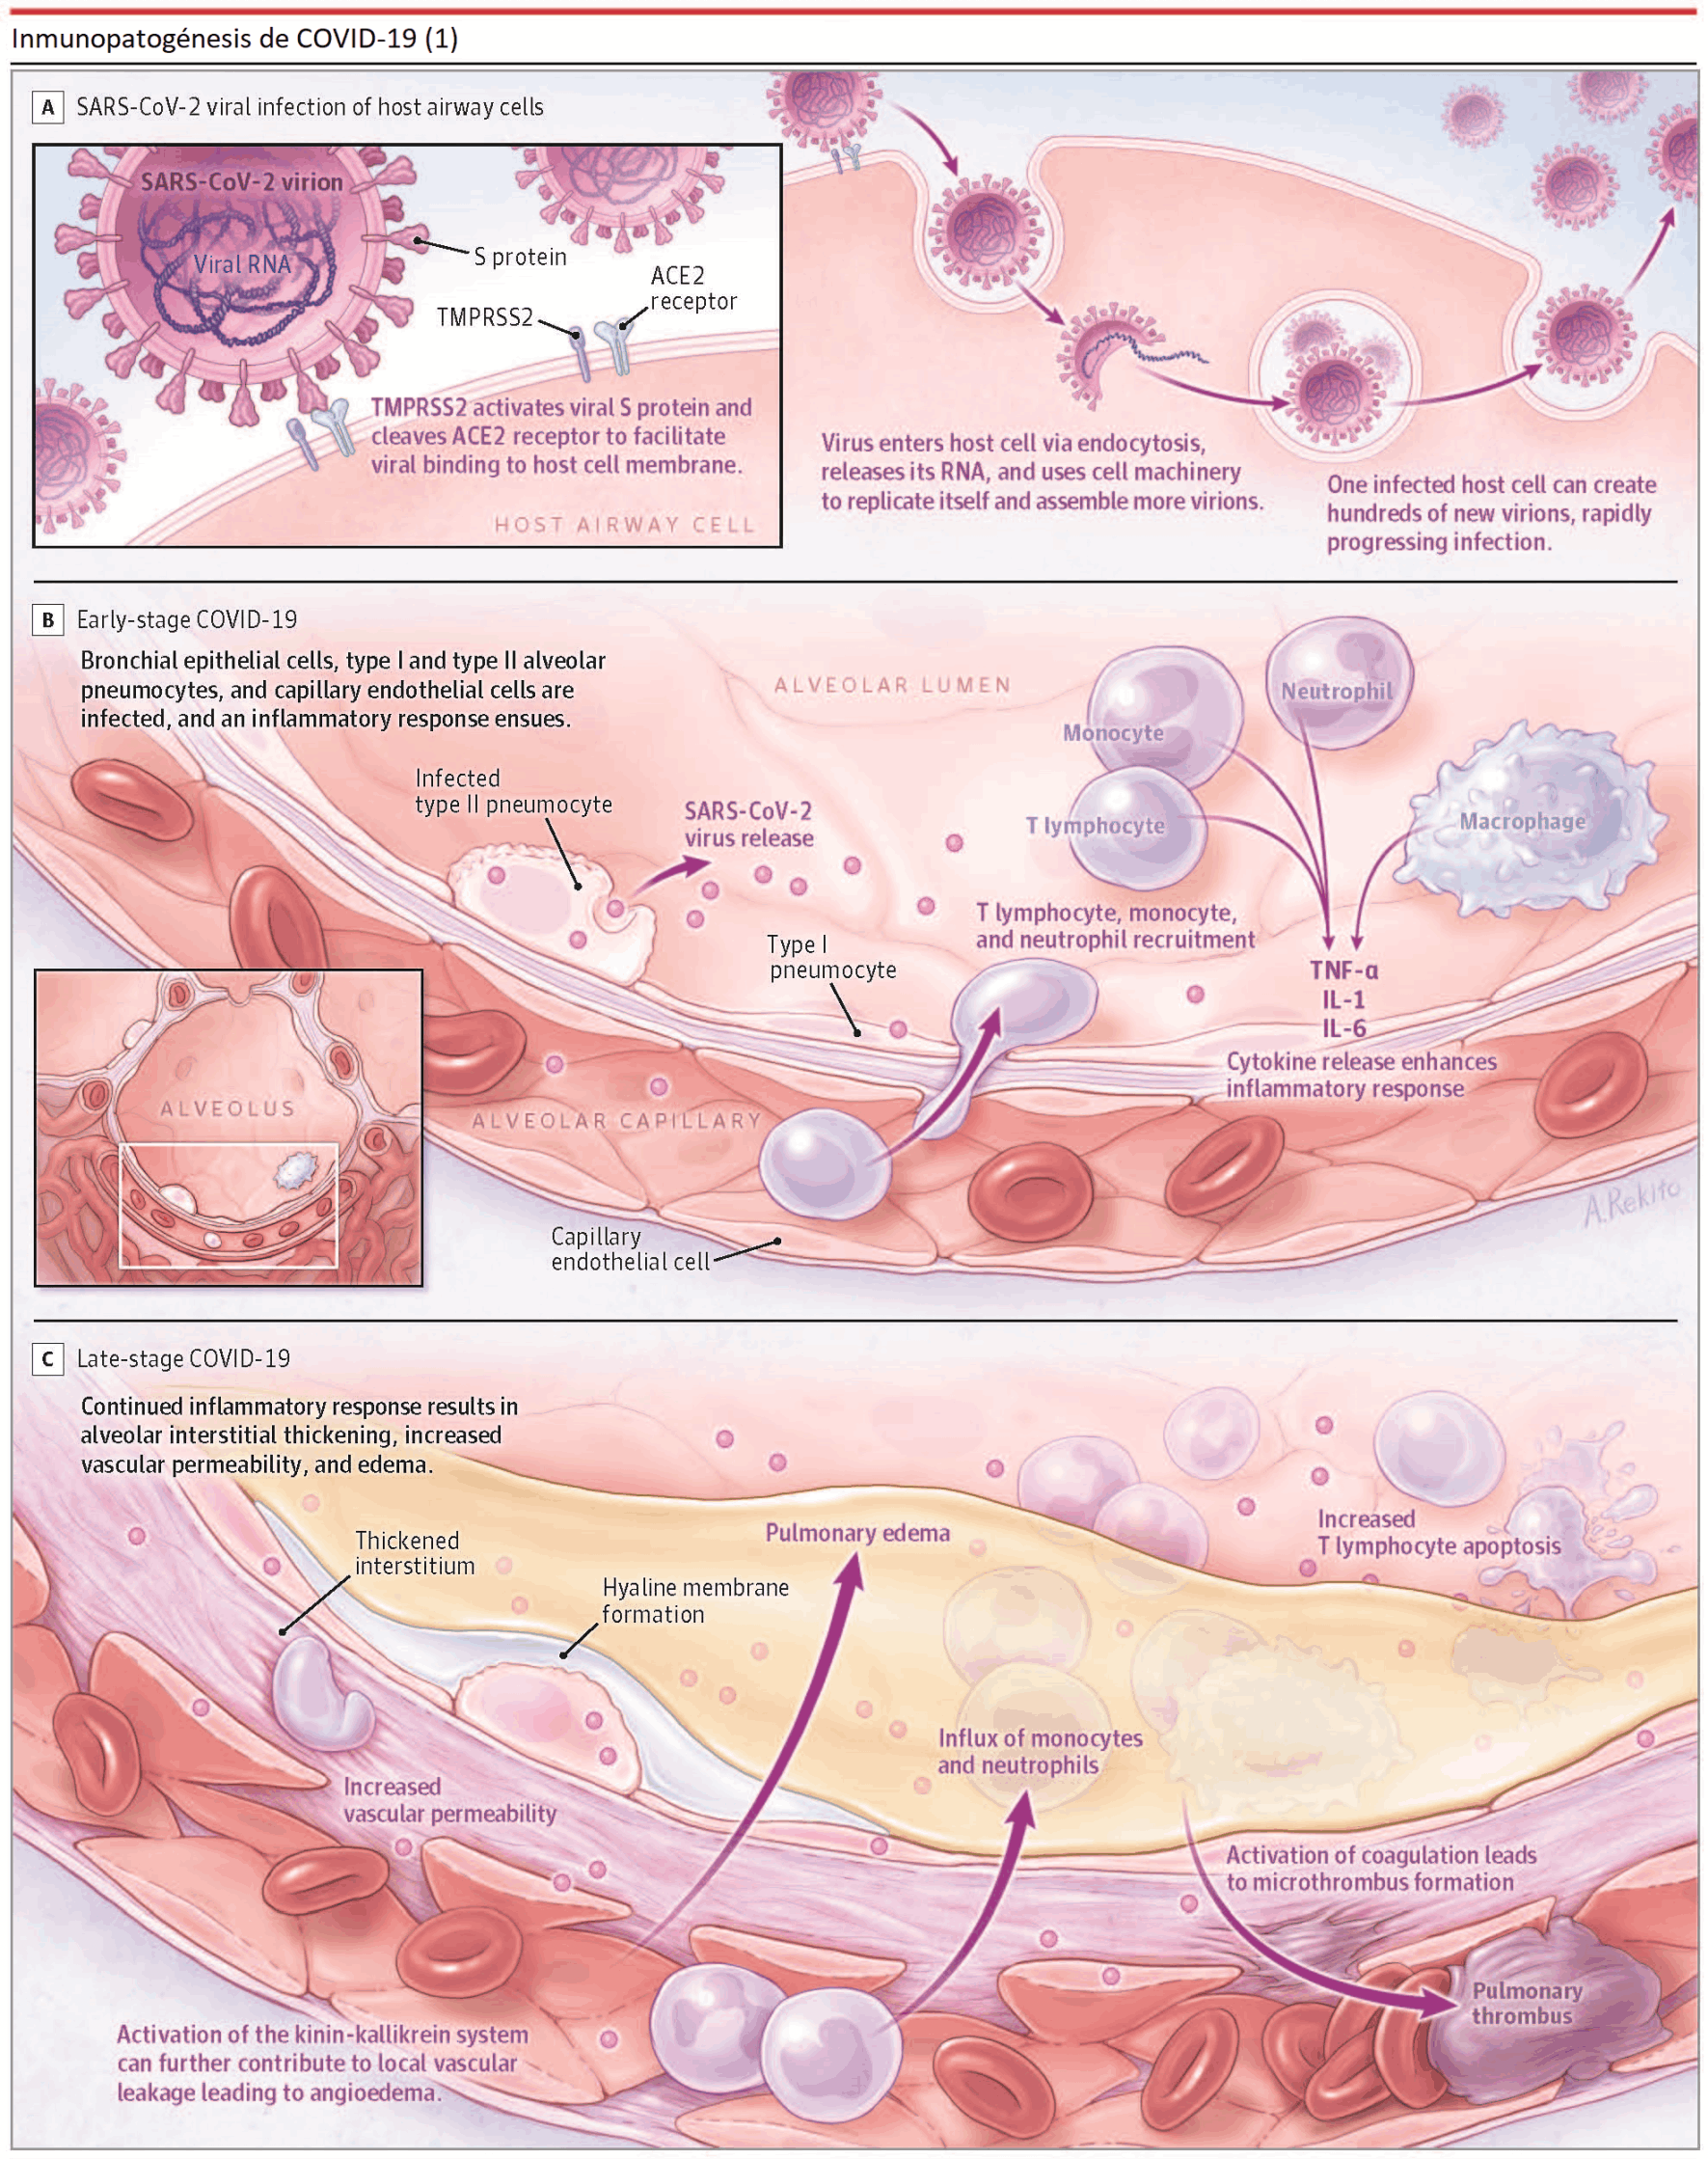 Inmunopatogénesis de COVID-19 (1)
A SARS-CoV-2 viral infection of host airway cells
SARS-CoV-2 virion
Viral RNA
S protein
ACE2
receptor
TMPRSS2
TMPRSS2 activates viral S protein and
cleaves ACE2 receptor to facilitate
viral binding to host cell membrane.
HOST AIRWAY CELL
Virus enters host cell via endocytosis,
releases its RNA, and uses cell machinery
to replicate itself and assemble more virions.
One infected host cell can create
hundreds of new virions, rapidly
progressing infection.
B Early-stage COVID-19
Bronchial epithelial cells, type I and type II alveolar
pneumocytes, and capillary endothelial cells are
infected, and an inflammatory response ensues.
ALVEOLAR LUMEN
Neutrophil
Monocyte
Infected
type II pneumocyte
SARS-CoV-2
virus release
T lymphocyte
Macrophage
T lymphocyte, monocyte,
and neutrophil recruitment
Type I
pneumocyte
TNF-α
IL-1
IL-6
Cytokine release enhances
inflammatory response
ALVEOLUS
ALVEOLAR CAPILLARY
A.Rekito
Capillary
endothelial cell
C Late-stage COVID-19
Continued inflammatory response results in
alveolar interstitial thickening, increased
vascular permeability, and edema.
Thickened
interstitium
Pulmonary edema
Increased
T lymphocyte apoptosis
Hyaline membrane
formation
Influx of monocytes
and neutrophils
Increased
vascular permeability
Activation of coagulation leads
to microthrombus formation
Pulmonary
thrombus
Activation of the kinin-kallikrein system
can further contribute to local vascular
leakage leading to angioedema.